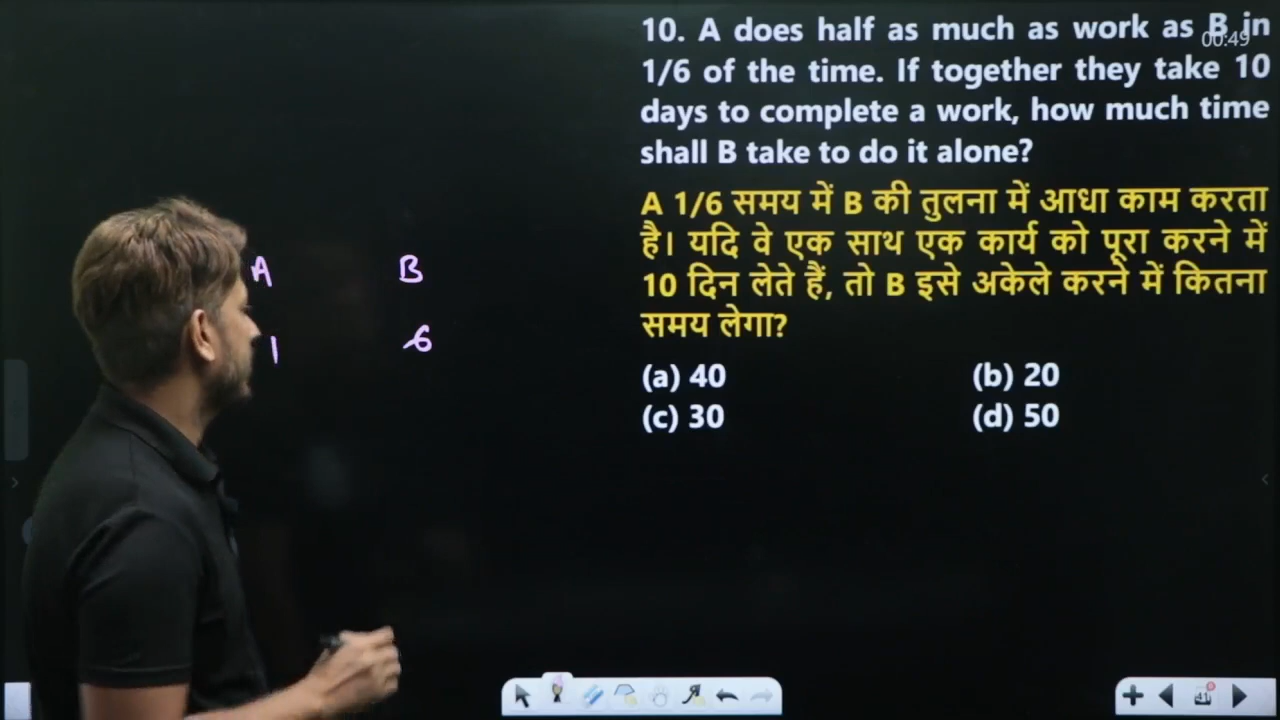 10. A does half as much as work as B in
00:49
1/6 of the time. If together they take 10
days to complete a work, how much time
shall B take to do it alone?
A 1/6 समय में B की तुलना में आधा काम करता
है। यदि वे एक साथ एक कार्य को पूरा करने में
10 दिन लेते हैं, तो B इसे अकेले करने में कितना
समय लेगा?
(a) 40 (b) 20
(c) 30 (d) 50
A B
1 6
41